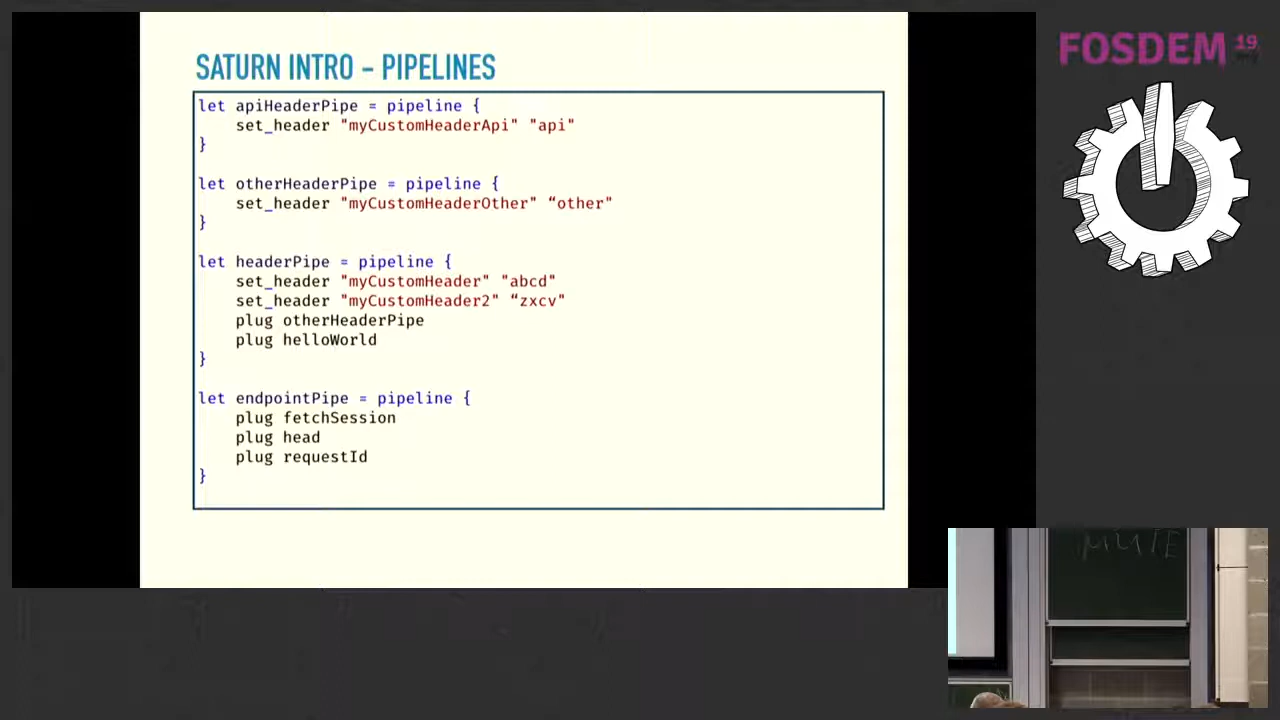 SATURN INTRO - PIPELINES
let apiHeaderPipe = pipeline {
set_header "myCustomHeaderApi" "api"
}
let otherHeaderPipe = pipeline {
set_header "myCustomHeaderOther" “other"
}
let headerPipe = pipeline {
set_header "myCustomHeader" "abcd"
set_header "myCustomHeader2" “zxcv"
plug otherHeaderPipe
plug helloWorld
}
let endpointPipe = pipeline {
plug fetchSession
plug head
plug requestId
}
FOSDEM 19
MUTE